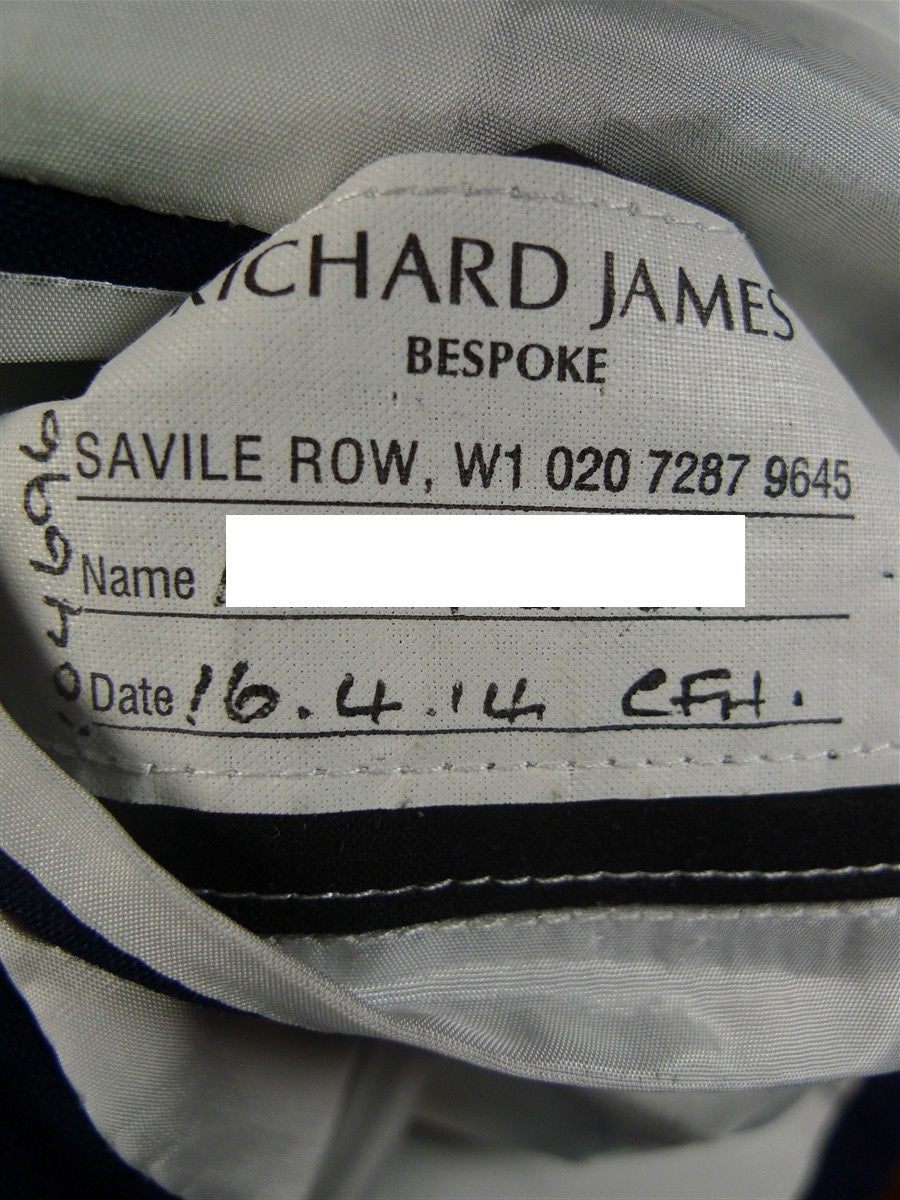 RICHARD JAMES
BESPOKE
SAVILE ROW, W1 020 7287 9645
Name
Date 16.4.14 CFH.
04696